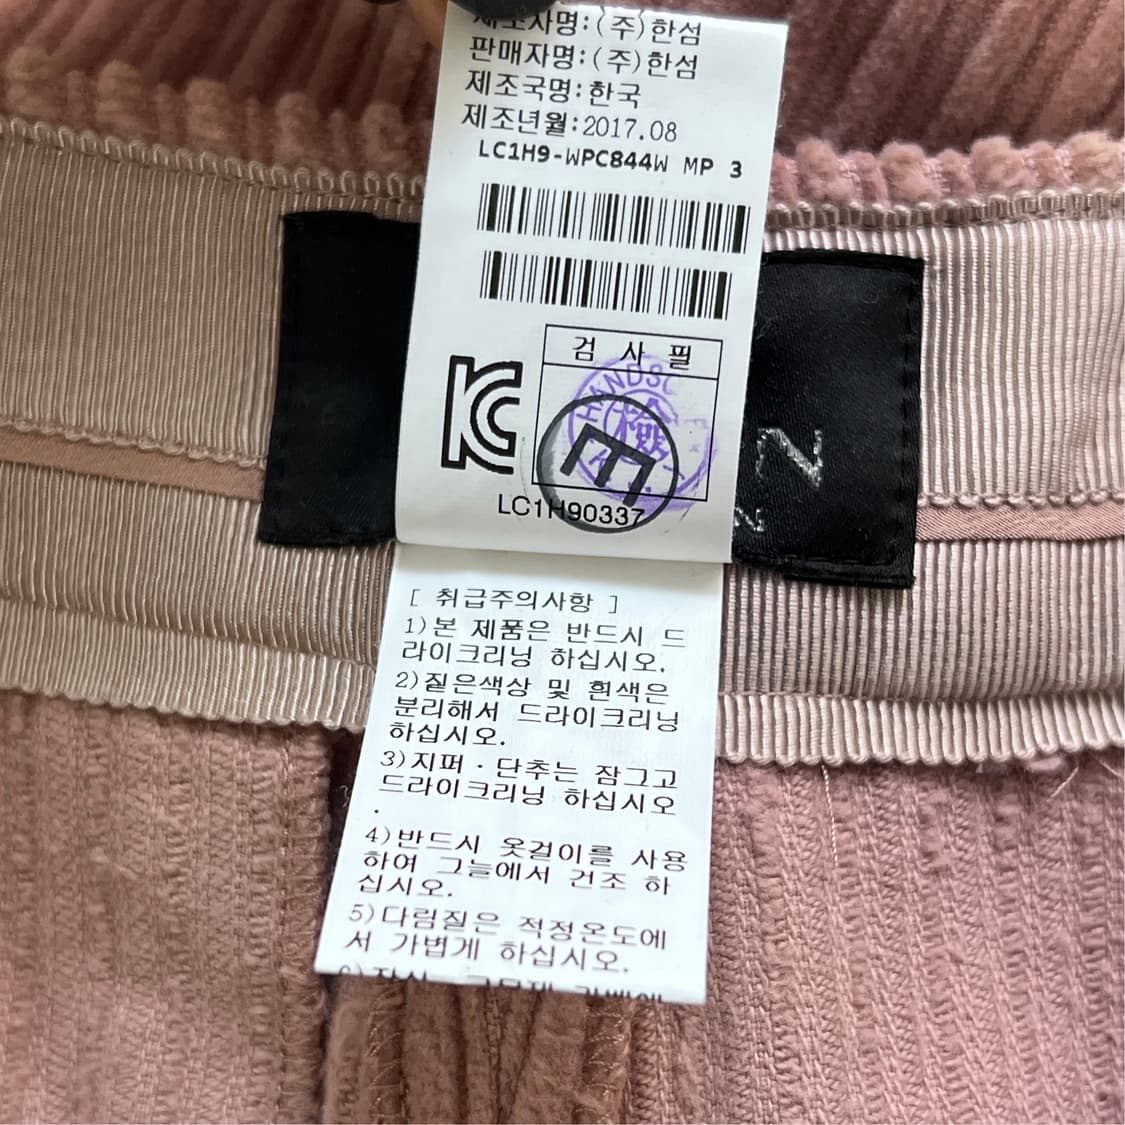 제조자명:(주)한섬
판매자명:(주)한섬
제조국명:한국
제조년월:2017.08
LC1H9-WPC844W MP 3
검 사 필
HANDS
檢
E
LC1H90337
N
N
[ 취급주의사항 ]
1)본 제품은 반드시 드
라이크리닝 하십시오.
2)짙은색상 및 흰색은
분리해서 드라이크리닝
하십시오.
3)지퍼·단추는 잠그고
드라이크리닝 하십시오
.
4)반드시 옷걸이를 사용
하여 그늘에서 건조 하
십시오.
5)다림질은 적정온도에
서 가볍게 하십시오.